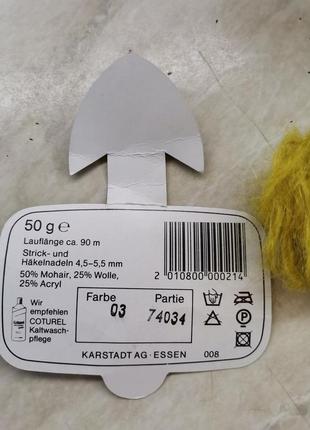 50 g ℮
Lauflänge ca. 90 m
Strick- und
Häkelnadeln 4,5–5,5 mm
50% Mohair, 25% Wolle,
25% Acryl
2 010800 000214
Wir
empfehlen
COTUREL
Kaltwasch-
pflege
Farbe
03
Partie
74034
P
KARSTADT AG · ESSEN 008